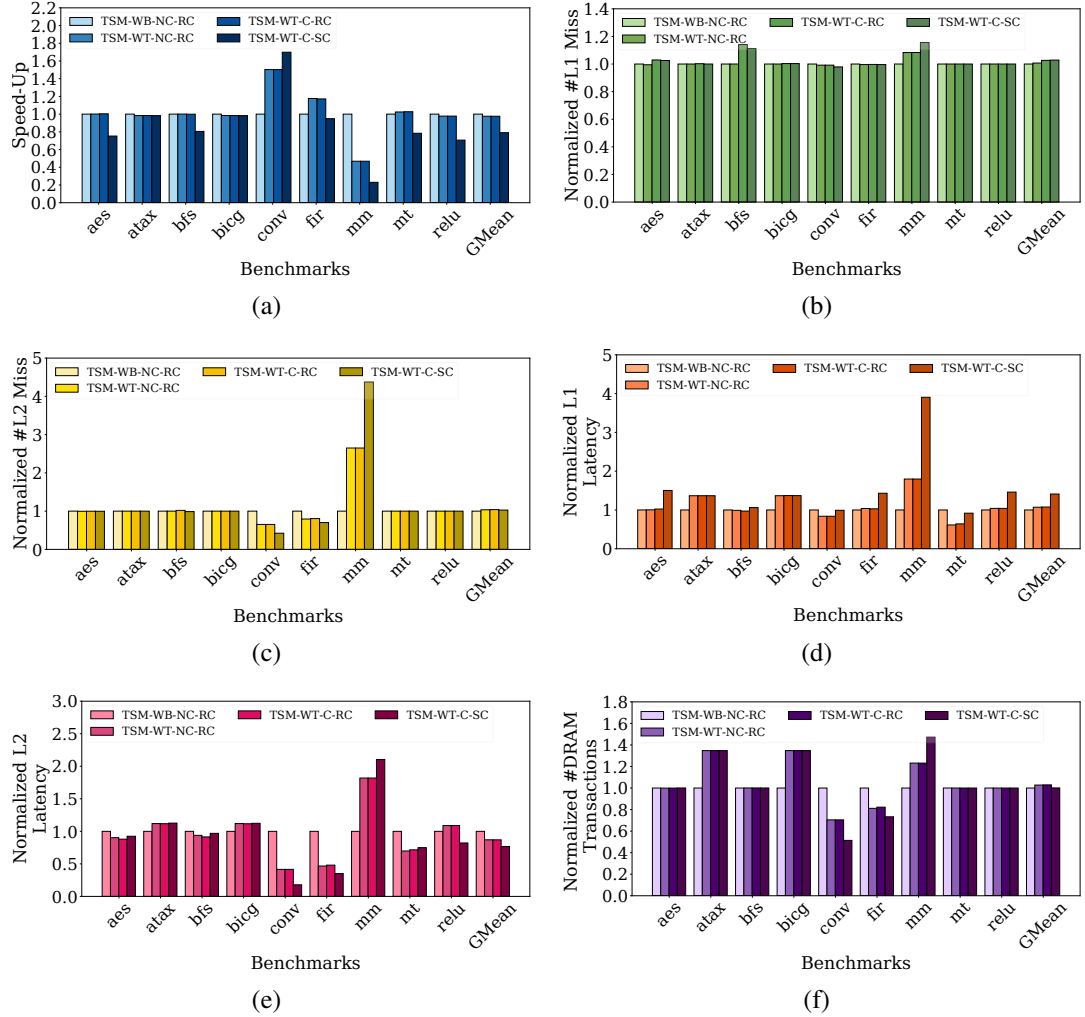 2.2
2.0
1.8
1.6
1.4
1.2
1.0
0.8
0.6
0.4
0.2
0.0
Speed-Up
TSM-WB-NC-RC TSM-WT-C-RC TSM-WT-C-SC
TSM-WT-NC-RC
aes atax bfs bicg conv fir mm mt relu GMean
Benchmarks
(a)
1.4
1.2
1.0
0.8
0.6
0.4
0.2
0.0
Normalized #L1 Miss
TSM-WB-NC-RC TSM-WT-C-RC TSM-WT-C-SC
TSM-WT-NC-RC
aes atax bfs bicg conv fir mm mt relu GMean
Benchmarks
(b)
5
4
3
2
1
0
Normalized #L2 Miss
TSM-WB-NC-RC TSM-WT-C-RC TSM-WT-C-SC
TSM-WT-NC-RC
aes atax bfs bicg conv fir mm mt relu GMean
Benchmarks
(c)
5
4
3
2
1
0
Normalized L1
Latency
TSM-WB-NC-RC TSM-WT-C-RC TSM-WT-C-SC
TSM-WT-NC-RC
aes atax bfs bicg conv fir mm mt relu GMean
Benchmarks
(d)
3.0
2.5
2.0
1.5
1.0
0.5
0.0
Normalized L2
Latency
TSM-WB-NC-RC TSM-WT-C-RC TSM-WT-C-SC
TSM-WT-NC-RC
aes atax bfs bicg conv fir mm mt relu GMean
Benchmarks
(e)
1.8
1.6
1.4
1.2
1.0
0.8
0.6
0.4
0.2
0.0
Normalized #DRAM
Transactions
TSM-WB-NC-RC TSM-WT-C-RC TSM-WT-C-SC
TSM-WT-NC-RC
aes atax bfs bicg conv fir mm mt relu GMean
Benchmarks
(f)